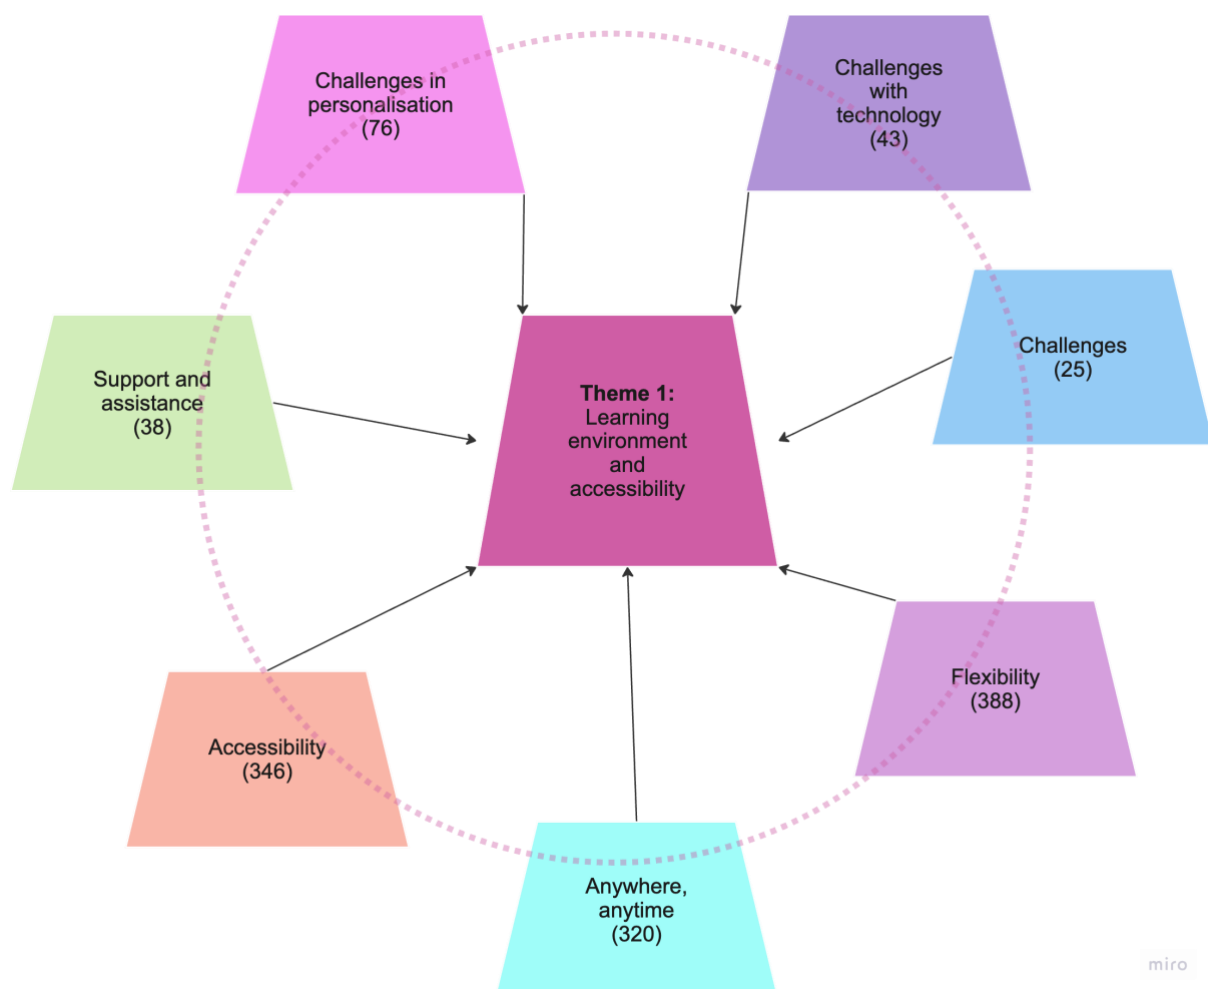 Challenges in
personalisation
(76)
Challenges
with
technology
(43)
Challenges
(25)
Support and
assistance
(38)
Theme 1:
Learning
environment
and
accessibility
Flexibility
(388)
Accessibility
(346)
Anywhere,
anytime
(320)
miro